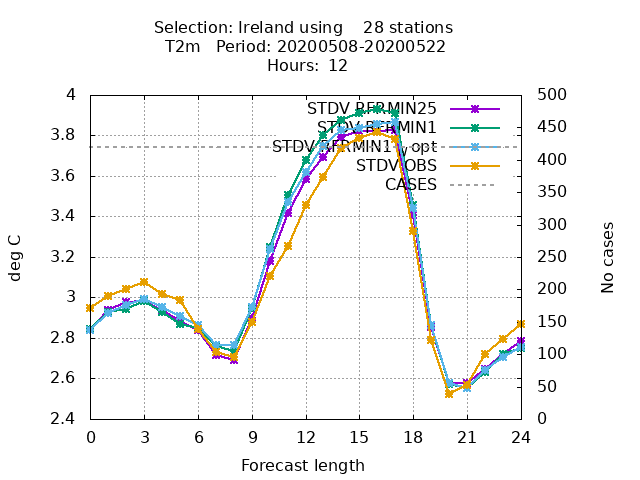 Selection: Ireland using 28 stations
T2m Period: 20200508-20200522
Hours: 12
4
3.8
3.6
3.4
3.2
3
2.8
2.6
2.4
deg C
500
450
400
350
300
250
200
150
100
50
0
No cases
STDV RFRMIN25
STDV RFRMIN1
STDV RFRMIN1 opt
STDV OBS
CASES
0 3 6 9 12 15 18 21 24
Forecast length